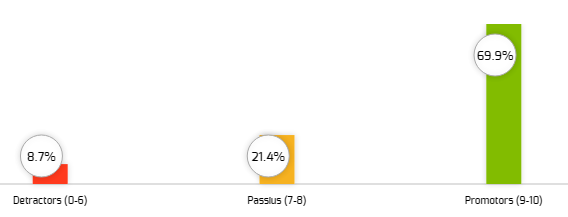 69.9%
8.7%
21.4%
Detractors (0-6)
Passius (7-8)
Promotors (9-10)